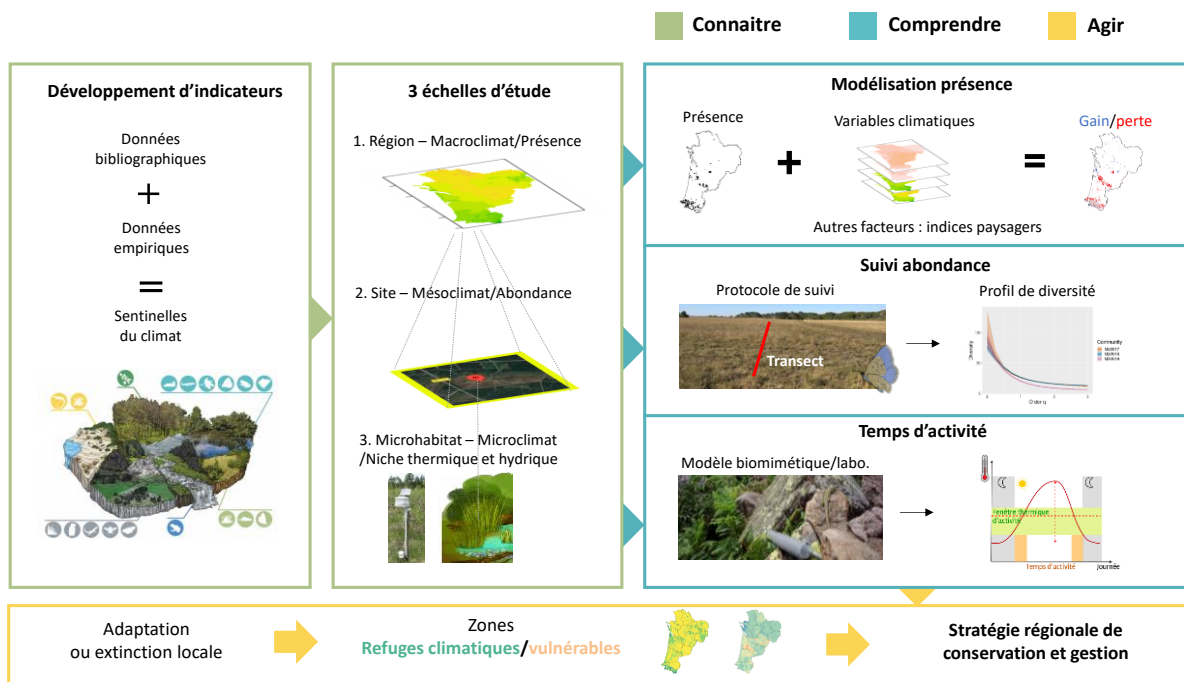 Connaitre
Comprendre
Agir
Développement d’indicateurs
Données
bibliographiques
+
Données
empiriques
=
Sentinelles
du climat
3 échelles d’étude
1. Région – Macroclimat/Présence
2. Site – Mésoclimat/Abondance
3. Microhabitat – Microclimat
/Niche thermique et hydrique
Modélisation présence
Présence
+
Variables climatiques
=
Gain/perte
Autres facteurs : indices paysagers
Suivi abondance
Protocole de suivi
Transect
Profil de diversité
Diversity
Order q
Community
Temps d’activité
Modèle biomimétique/labo.
Fenêtre thermique
d’activité
Temps d’activité
journée
Adaptation
ou extinction locale
Zones
Refuges climatiques/vulnérables
Stratégie régionale de
conservation et gestion